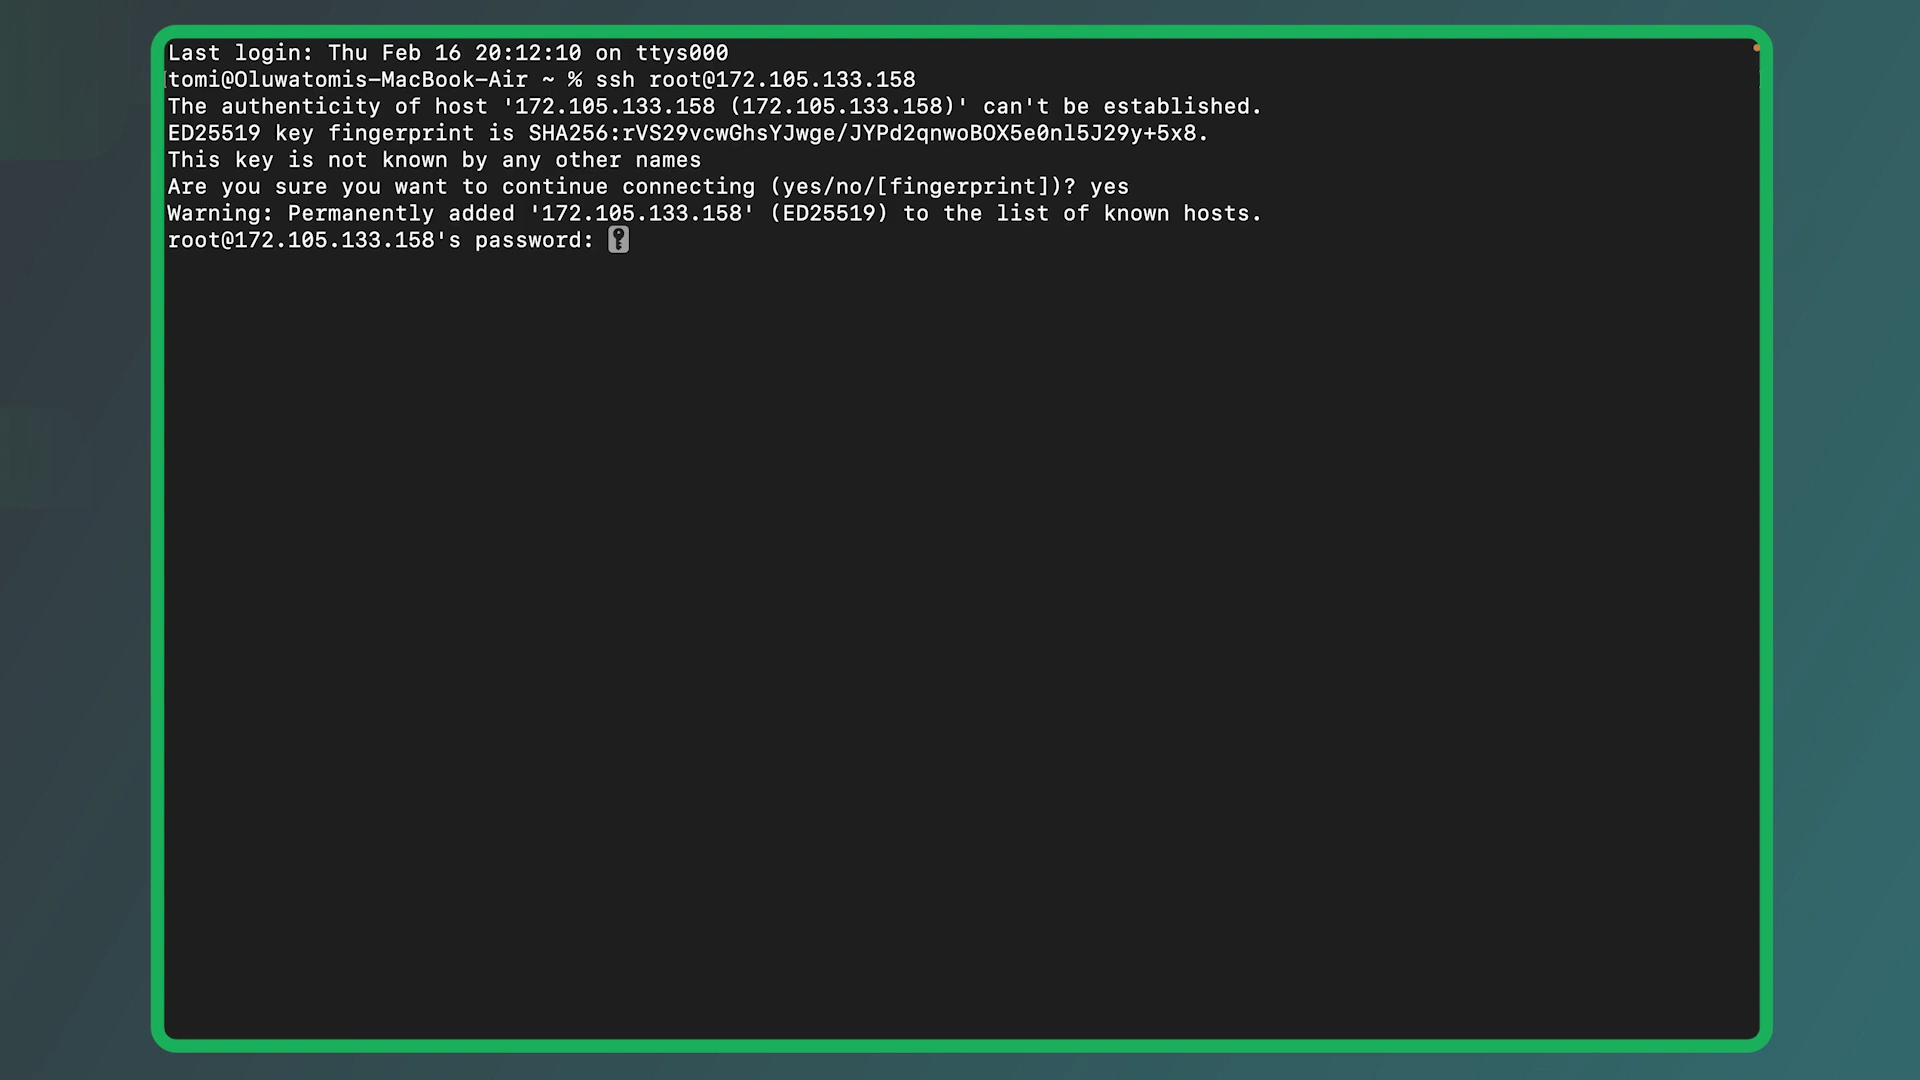 Last login: Thu Feb 16 20:12:10 on ttys000
[tomi@Oluwatomis-MacBook-Air ~ % ssh root@172.105.133.158
The authenticity of host '172.105.133.158 (172.105.133.158)' can't be established.
ED25519 key fingerprint is SHA256:rVS29vcwGhsYJwge/JYPd2qnwoBOX5e0nl5J29y+5x8.
This key is not known by any other names
Are you sure you want to continue connecting (yes/no/[fingerprint])? yes
Warning: Permanently added '172.105.133.158' (ED25519) to the list of known hosts.
root@172.105.133.158's password: